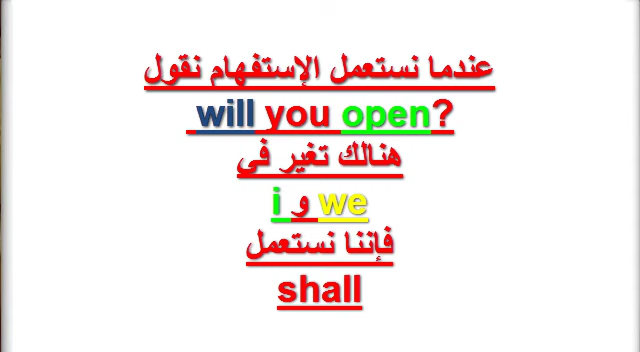 عندما نستعمل الإستفهام نقول
will you open?
هنالك تغير في
i و we
فإننا نستعمل
shall